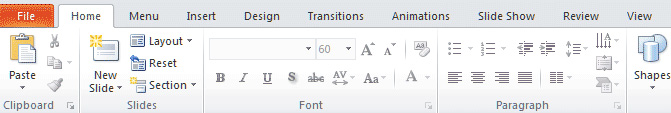 File Home Menu Insert Design Transitions Animations Slide Show Review View
Layout
60 A A Aa
Paste New Slide Reset Shapes
Section
B I U S abc AV Aa A
Clipboard Slides Font Paragraph